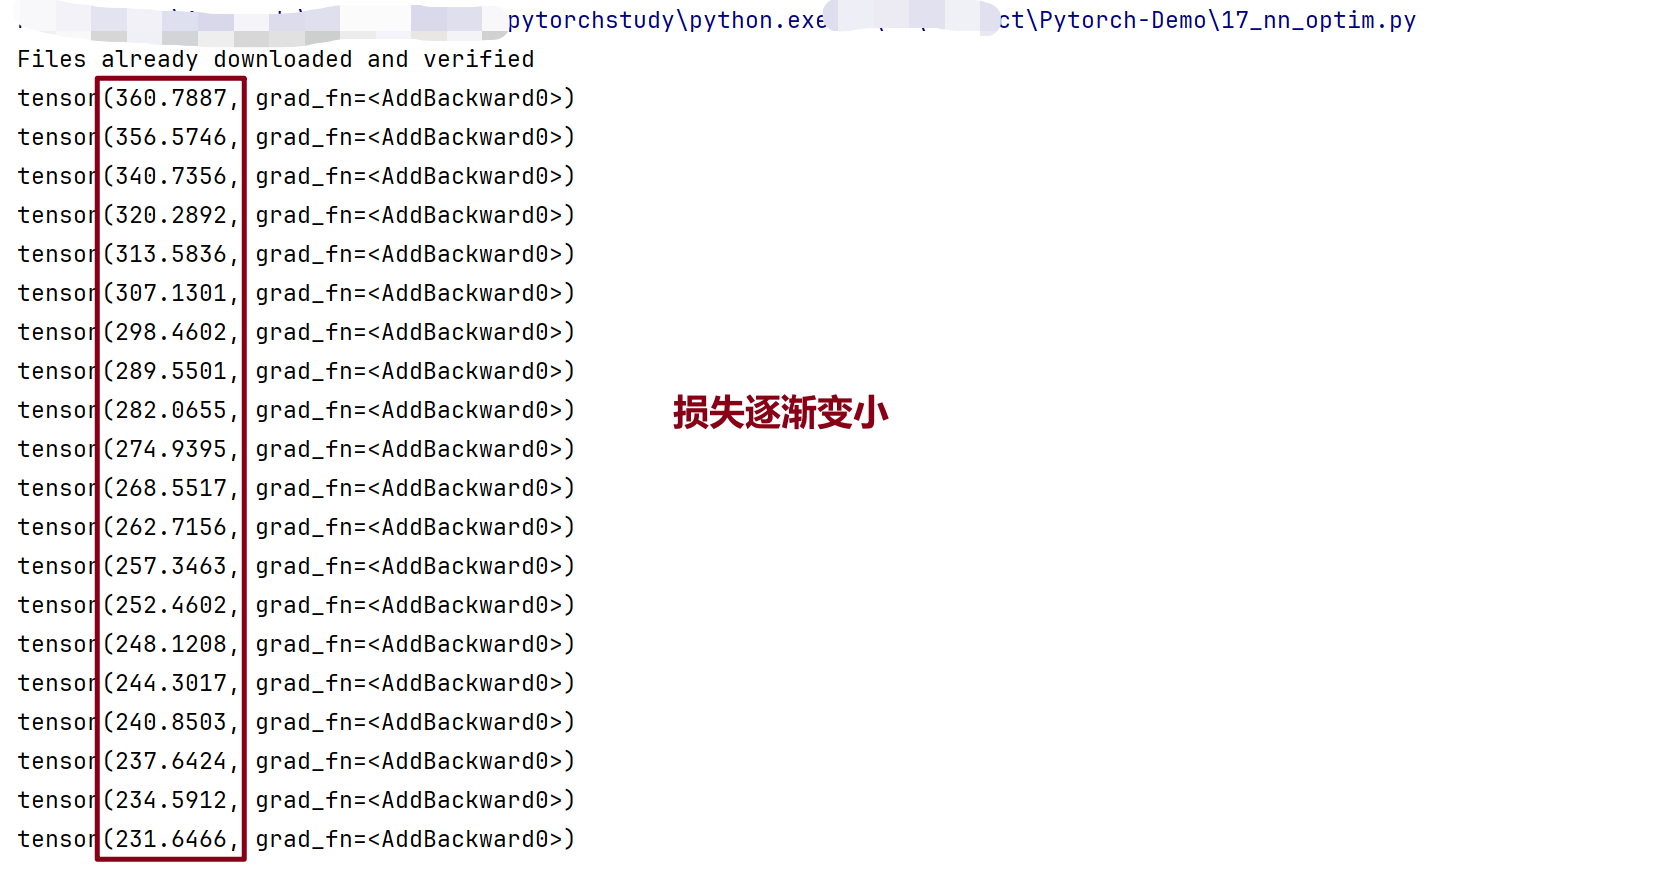 pytorchstudy\python.exe ct\Pytorch-Demo\17_nn_optim.py
Files already downloaded and verified
tensor(360.7887, grad_fn=<AddBackward0>)
tensor(356.5746, grad_fn=<AddBackward0>)
tensor(340.7356, grad_fn=<AddBackward0>)
tensor(320.2892, grad_fn=<AddBackward0>)
tensor(313.5836, grad_fn=<AddBackward0>)
tensor(307.1301, grad_fn=<AddBackward0>)
tensor(298.4602, grad_fn=<AddBackward0>)
tensor(289.5501, grad_fn=<AddBackward0>)
tensor(282.0655, grad_fn=<AddBackward0>)
损失逐渐变小
tensor(274.9395, grad_fn=<AddBackward0>)
tensor(268.5517, grad_fn=<AddBackward0>)
tensor(262.7156, grad_fn=<AddBackward0>)
tensor(257.3463, grad_fn=<AddBackward0>)
tensor(252.4602, grad_fn=<AddBackward0>)
tensor(248.1208, grad_fn=<AddBackward0>)
tensor(244.3017, grad_fn=<AddBackward0>)
tensor(240.8503, grad_fn=<AddBackward0>)
tensor(237.6424, grad_fn=<AddBackward0>)
tensor(234.5912, grad_fn=<AddBackward0>)
tensor(231.6466, grad_fn=<AddBackward0>)